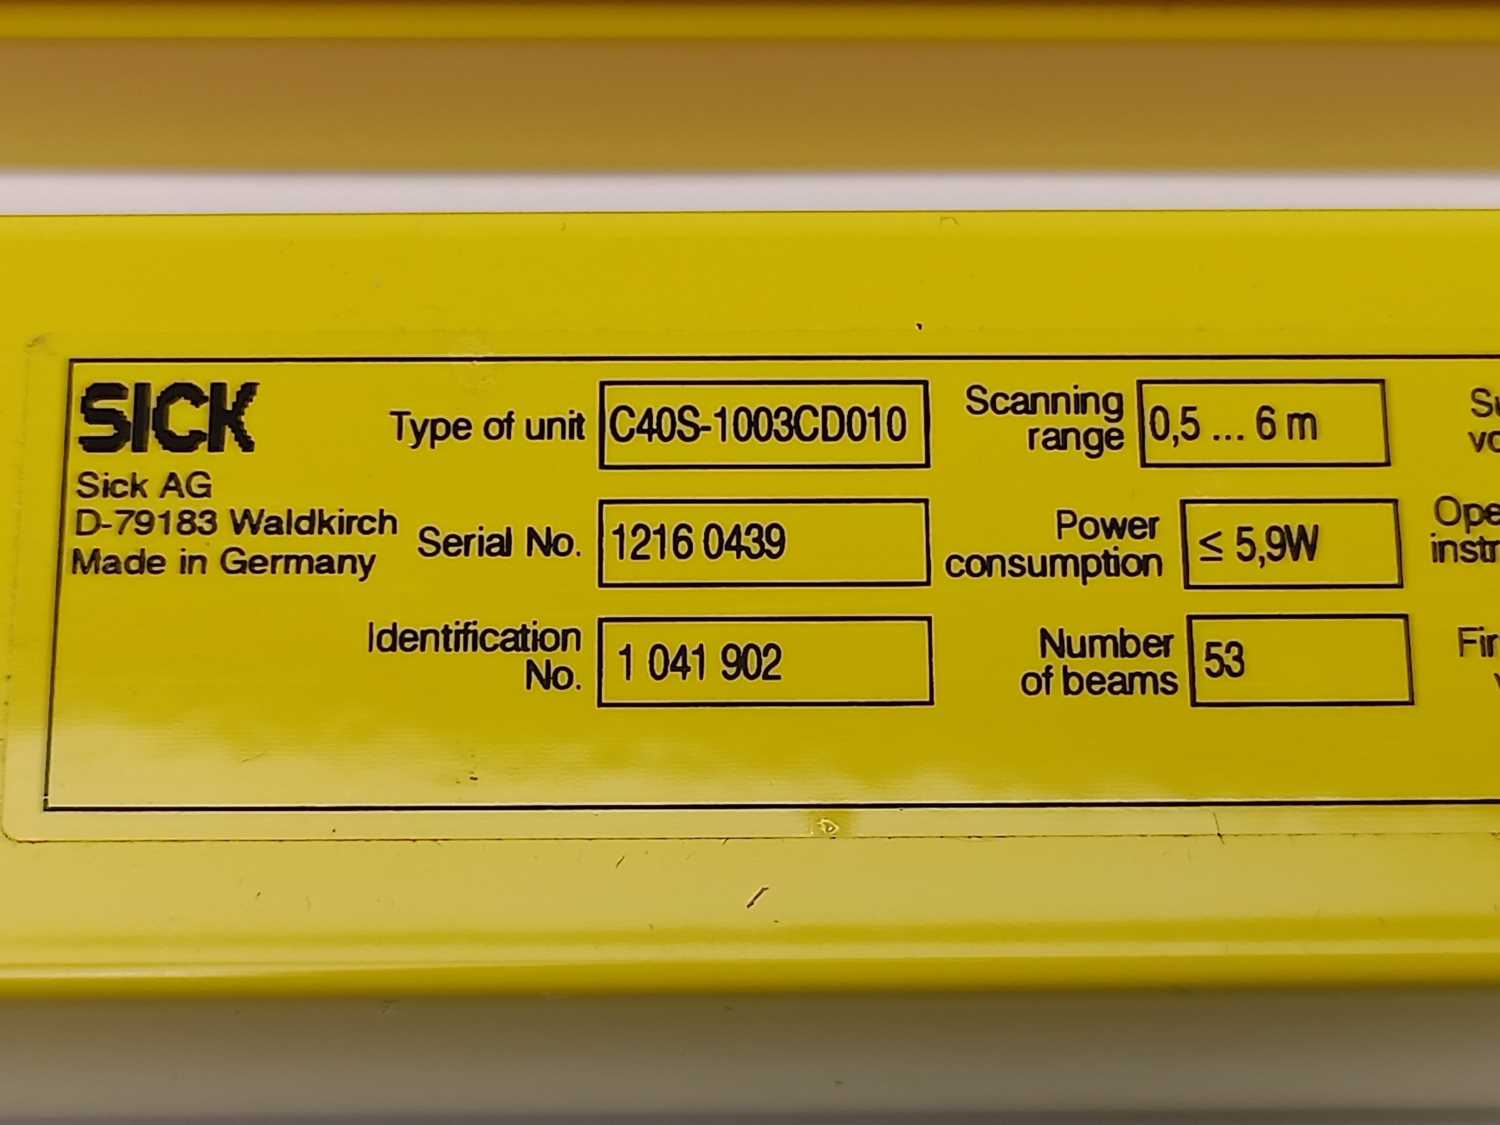 SICK
Sick AG
D-79183 Waldkirch
Made in Germany
Type of unit C40S-1003CD010
Serial No. 1216 0439
Identification
No. 1 041 902
Scanning
range 0,5 ... 6 m
Power
consumption ≤ 5,9W
Number
of beams 53